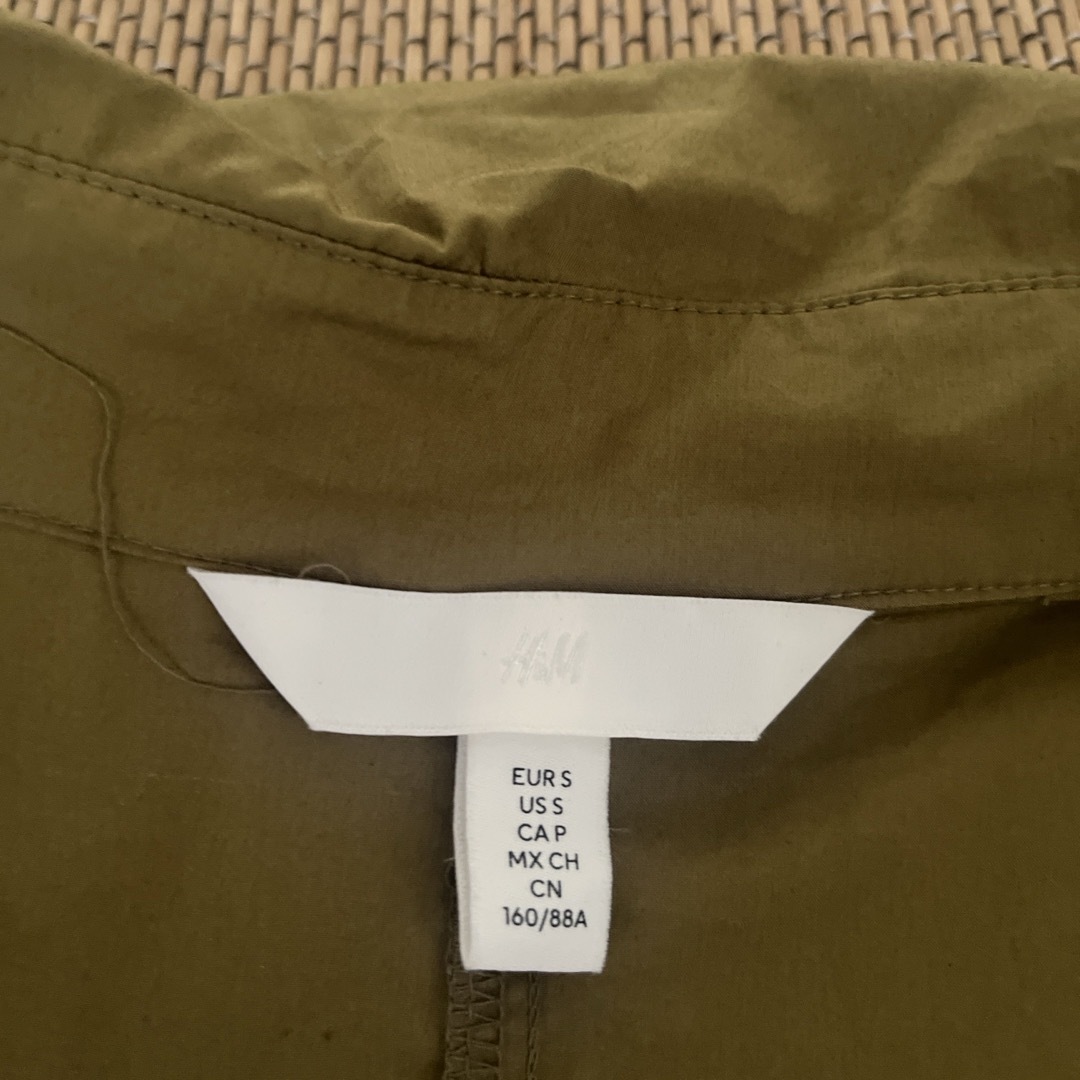 H&M
EUR S
US S
CA P
MX CH
CN
160/88A